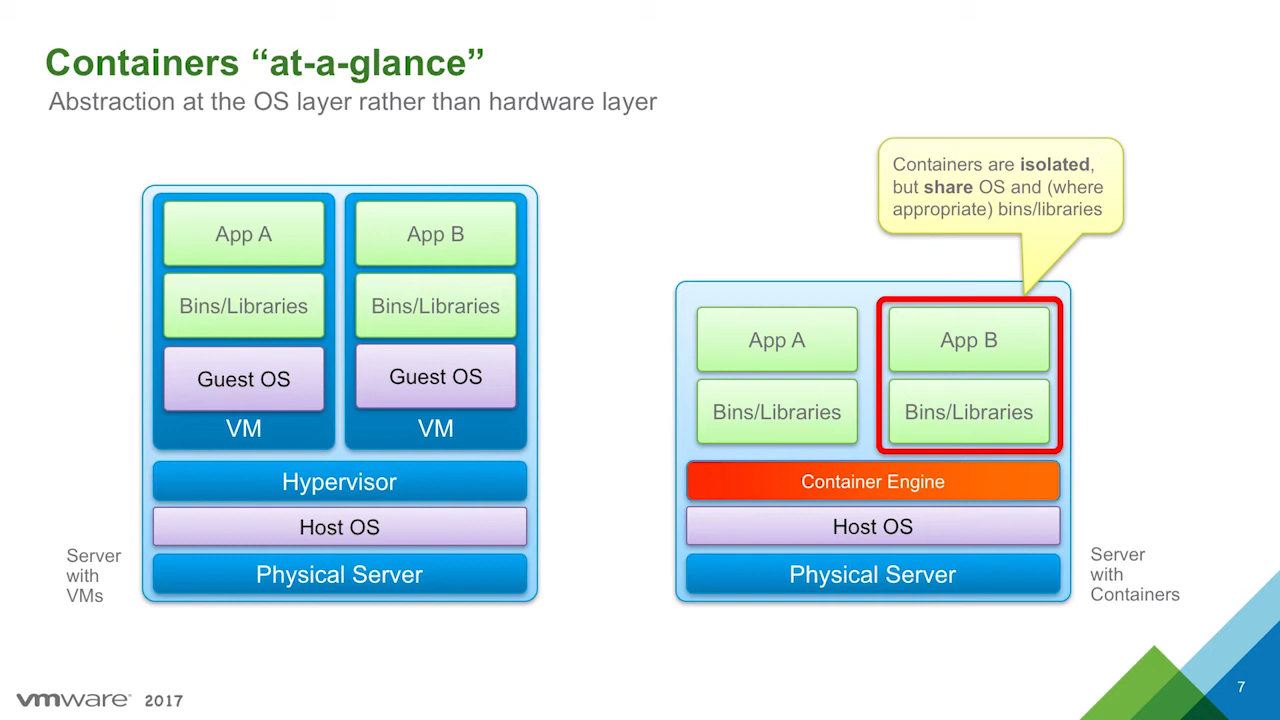 Containers “at-a-glance”
Abstraction at the OS layer rather than hardware layer
Containers are isolated,
but share OS and (where
appropriate) bins/libraries
App A
App B
Bins/Libraries
Bins/Libraries
Guest OS
Guest OS
VM
VM
Hypervisor
Host OS
Physical Server
Server
with
VMs
App A
App B
Bins/Libraries
Bins/Libraries
Container Engine
Host OS
Physical Server
Server
with
Containers
vmware 2017
7